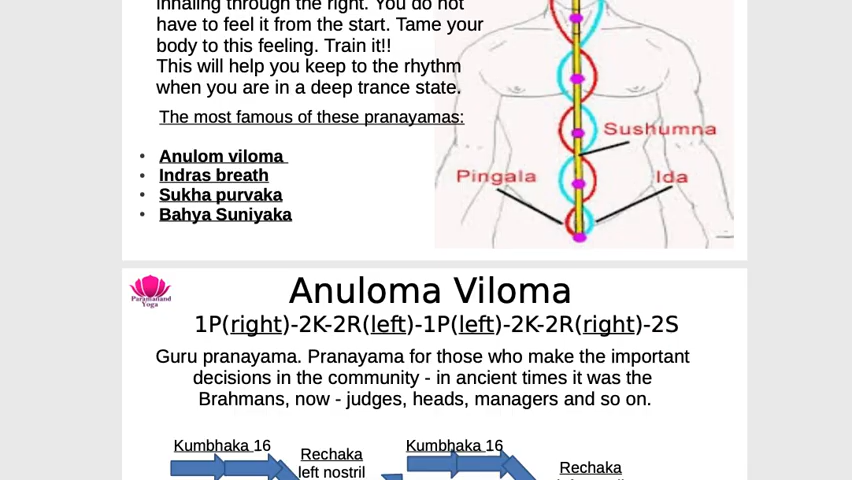 inhaling through the right. You do not
have to feel it from the start. Tame your
body to this feeling. Train it!!
This will help you keep to the rhythm
when you are in a deep trance state.
The most famous of these pranayamas:
• Anulom viloma
• Indras breath
• Sukha purvaka
• Bahya Suniyaka
Sushumna
Pingala
Ida
Paramanand
Yoga
Anuloma Viloma
1P(right)-2K-2R(left)-1P(left)-2K-2R(right)-2S
Guru pranayama. Pranayama for those who make the important
decisions in the community - in ancient times it was the
Brahmans, now - judges, heads, managers and so on.
Kumbhaka 16
Rechaka
left nostril
Kumbhaka 16
Rechaka